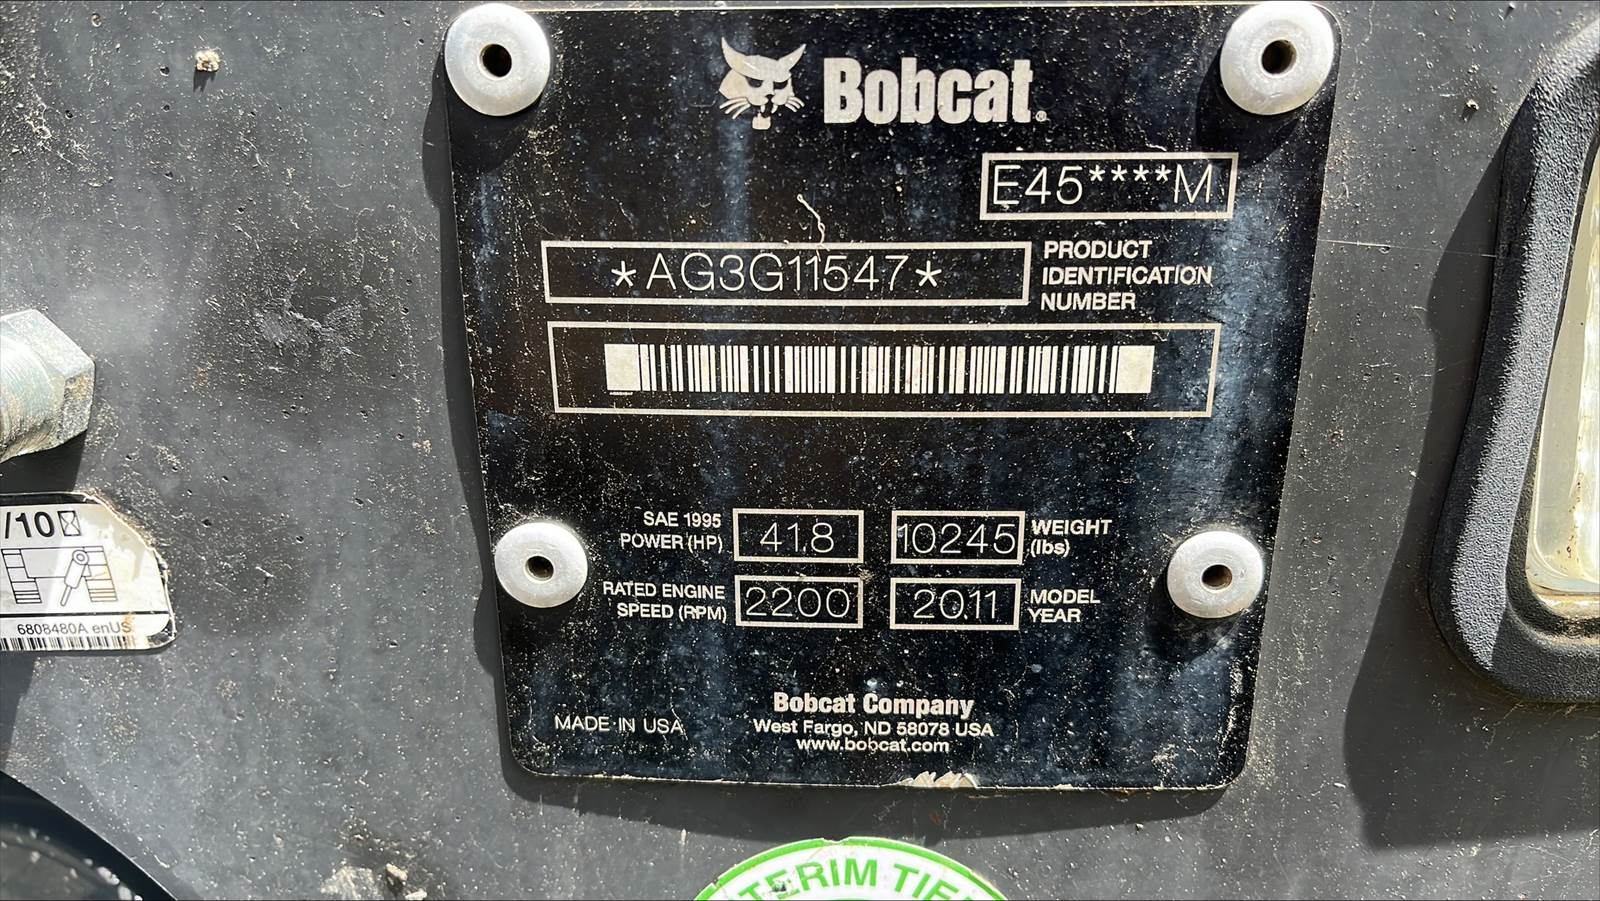 Bobcat®
E45****M
*AG3G11547*
PRODUCT
IDENTIFICATION
NUMBER
SAE 1995
POWER (HP)
41.8
10245
WEIGHT
(lbs)
RATED ENGINE
SPEED (RPM)
2200
2011
MODEL
YEAR
MADE IN USA
Bobcat Company
West Fargo, ND 58078 USA
www.bobcat.com
/10
6808480A enUS
TERIM TIE